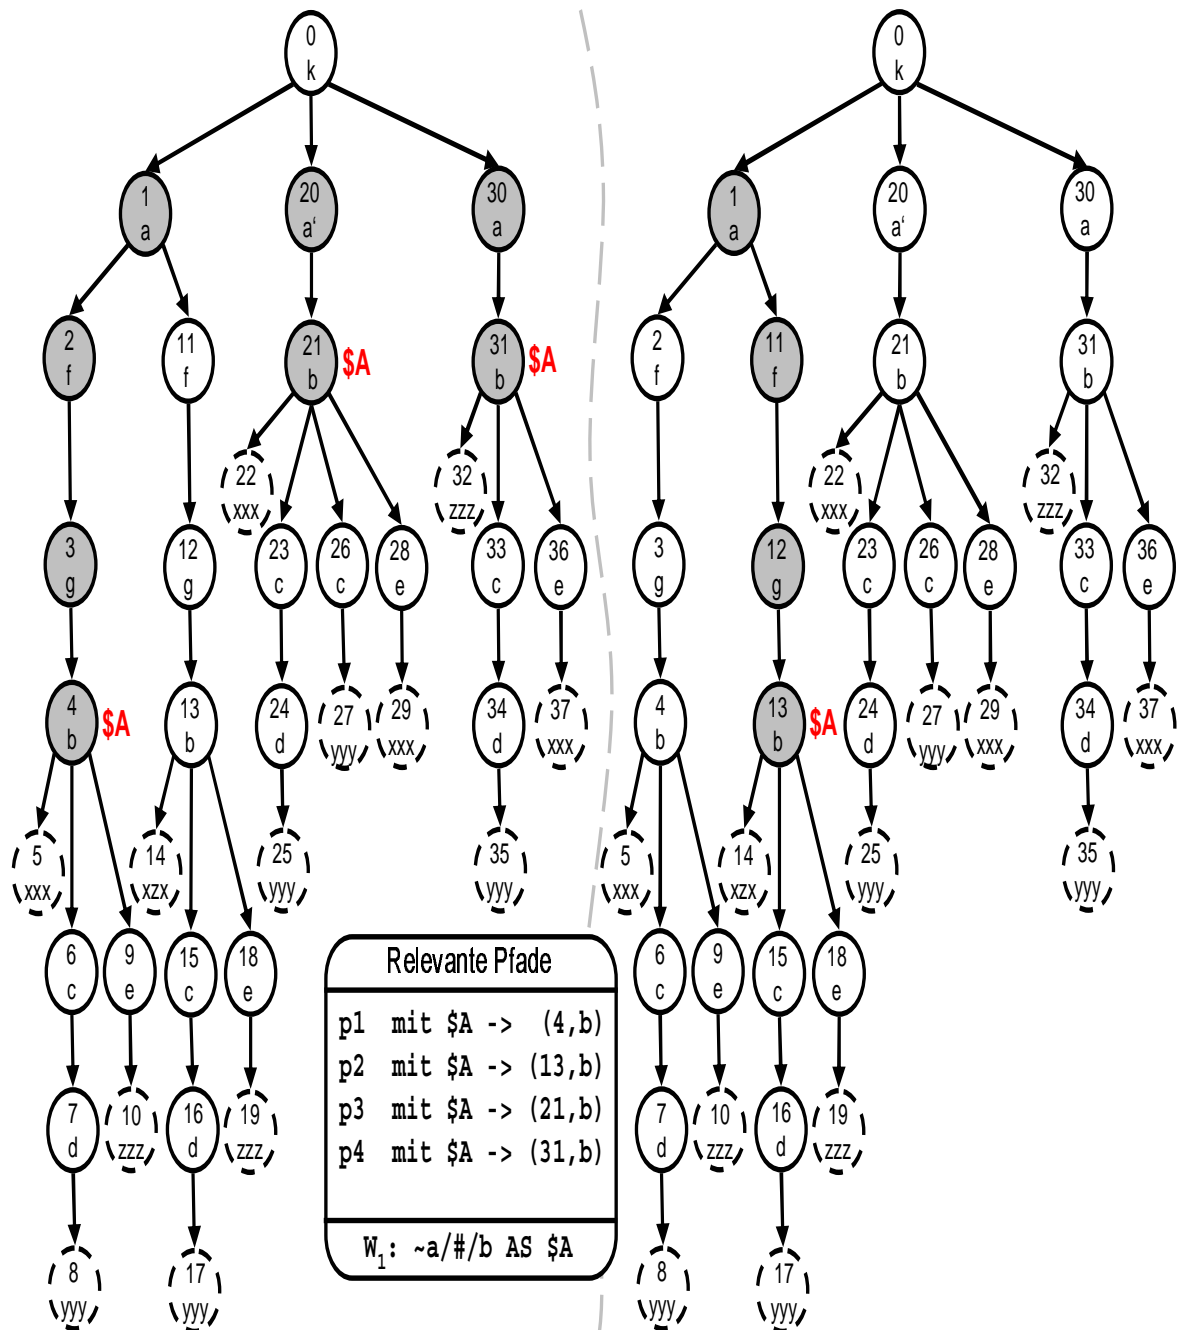 0
k
0
k
1
a
20
a‘
30
a
1
a
20
a‘
30
a
2
f
11
f
21
b
$A
31
b
$A
2
f
11
f
21
b
31
b
22
xxx
32
zzz
22
xxx
32
zzz
3
g
12
g
23
c
26
c
28
e
33
c
36
e
3
g
12
g
23
c
26
c
28
e
33
c
36
e
4
b
$A
13
b
24
d
27
yyy
29
xxx
34
d
37
xxx
4
b
13
b
$A
24
d
27
yyy
29
xxx
34
d
37
xxx
5
xxx
14
xzx
25
yyy
35
yyy
5
xxx
14
xzx
25
yyy
35
yyy
6
c
9
e
15
c
18
e
6
c
9
e
15
c
18
e
7
d
10
zzz
16
d
19
zzz
7
d
10
zzz
16
d
19
zzz
8
yyy
17
yyy
8
yyy
17
yyy
Relevante Pfade
p1 mit $A -> (4,b)
p2 mit $A -> (13,b)
p3 mit $A -> (21,b)
p4 mit $A -> (31,b)
W1: ~a/#/b AS $A